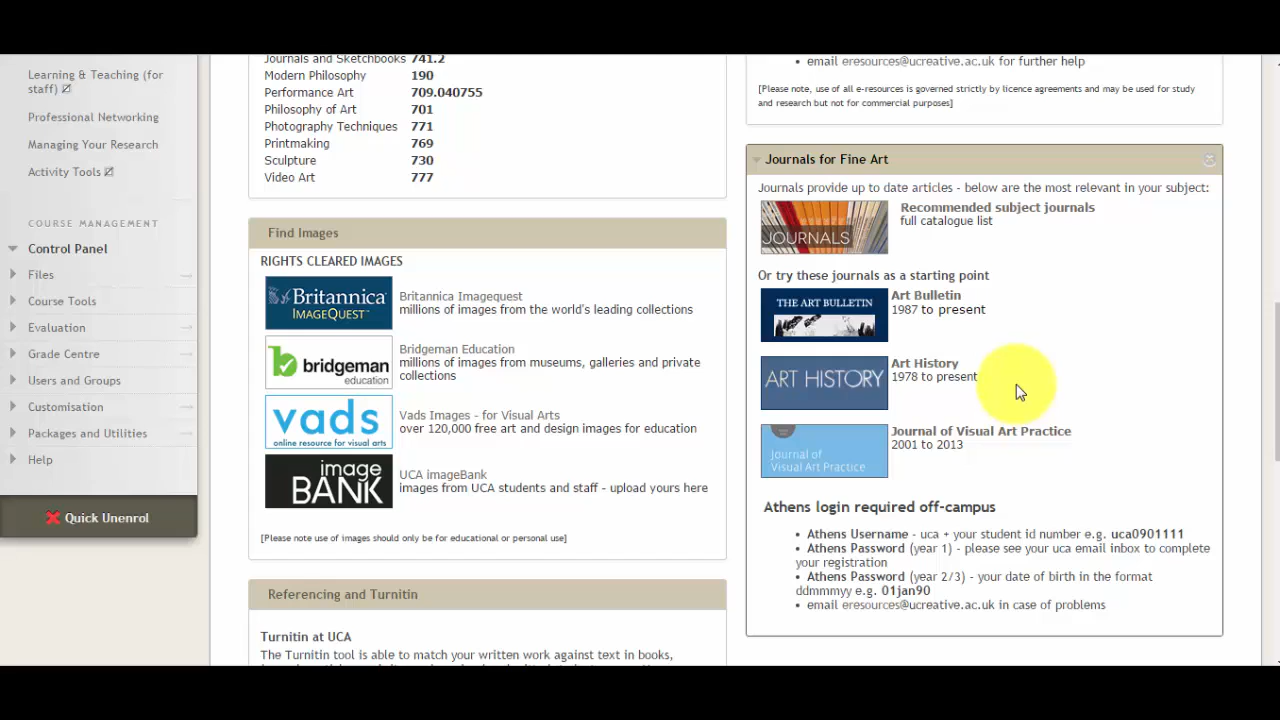 Learning & Teaching (for
staff)
Professional Networking
Managing Your Research
Activity Tools
COURSE MANAGEMENT
Control Panel
Files
Course Tools
Evaluation
Grade Centre
Users and Groups
Customisation
Packages and Utilities
Help
Quick Unenrol
Journals and Sketchbooks 741.2
Modern Philosophy 190
Performance Art 709.040755
Philosophy of Art 701
Photography Techniques 771
Printmaking 769
Sculpture 730
Video Art 777
Find Images
RIGHTS CLEARED IMAGES
Britannica
IMAGEQUEST™
Britannica Imagequest
millions of images from the world's leading collections
bridgeman
education
Bridgeman Education
millions of images from museums, galleries and private
collections
vads
online resource for visual arts
Vads Images - for Visual Arts
over 120,000 free art and design images for education
image
BANK
UCA imageBank
images from UCA students and staff - upload yours here
[Please note use of images should only be for educational or personal use]
Referencing and Turnitin
Turnitin at UCA
The Turnitin tool is able to match your written work against text in books,
• email eresources@ucreative.ac.uk for further help
[Please note, use of all e-resources is governed strictly by licence agreements and may be used for study
and research but not for commercial purposes]
Journals for Fine Art
Journals provide up to date articles - below are the most relevant in your subject:
JOURNALS
Recommended subject journals
full catalogue list
Or try these journals as a starting point
THE ART BULLETIN
Art Bulletin
1987 to present
ART HISTORY
Art History
1978 to present
Journal of
Visual Art Practice
Journal of Visual Art Practice
2001 to 2013
Athens login required off-campus
• Athens Username - uca + your student id number e.g. uca0901111
• Athens Password (year 1) - please see your uca email inbox to complete
your registration
• Athens Password (year 2/3) - your date of birth in the format
ddmmmyy e.g. 01jan90
• email eresources@ucreative.ac.uk in case of problems